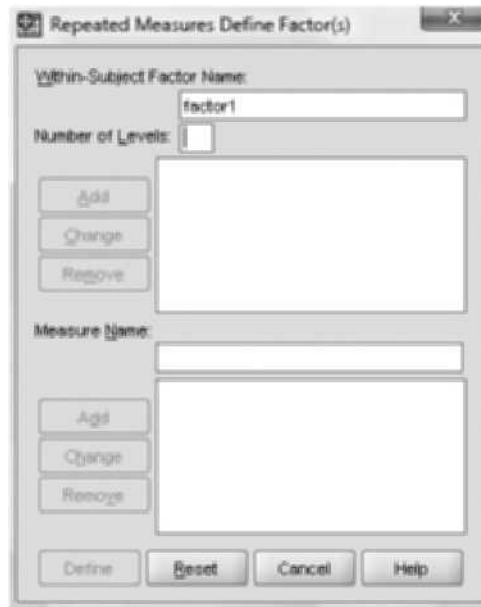 Repeated Measures Define Factor(s)
Within-Subject Factor Name:
factor1
Number of Levels:
Add
Change
Remove
Measure Name:
Add
Change
Remove
Define
Reset
Cancel
Help